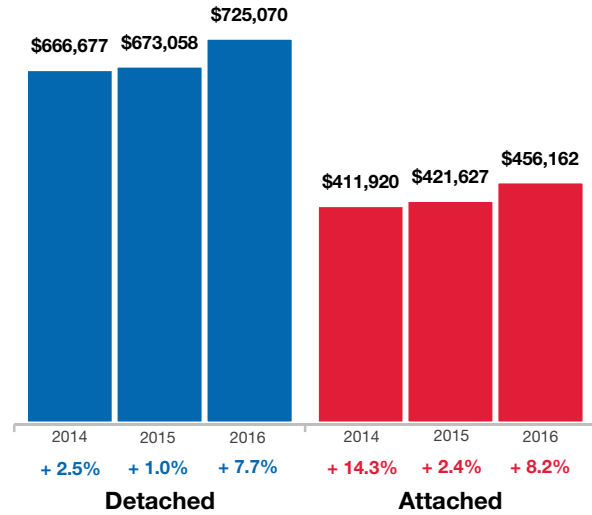 $725,070
$666,677 $673,058
$456,162
$411,920 $421,627
2014 2015 2016 2014 2015 2016
+ 2.5% + 1.0% + 7.7% + 14.3% + 2.4% + 8.2%
Detached Attached